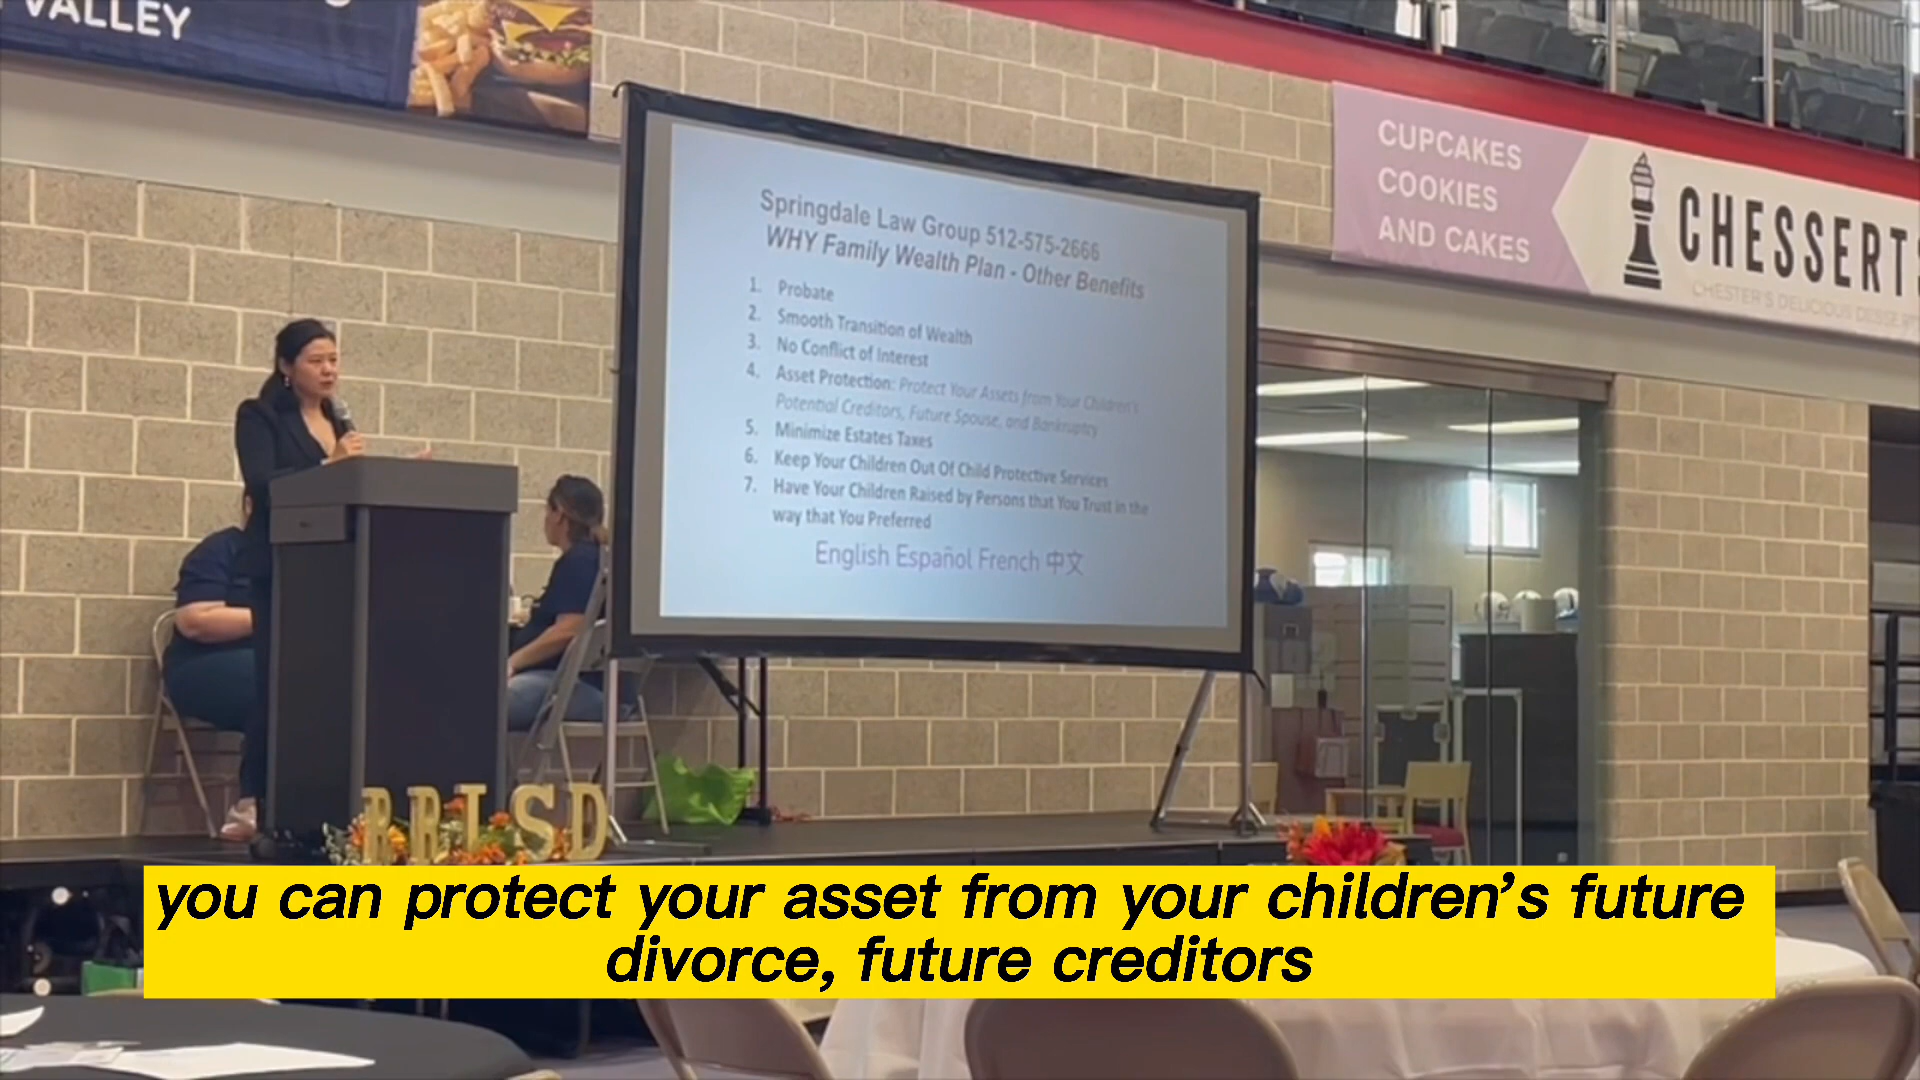 VALLEY
CUPCAKES
COOKIES
AND CAKES
CHESSERTS
CHESTER'S DELICIOUS DESSERTS
Springdale Law Group 512-575-2666
WHY Family Wealth Plan - Other Benefits
1. Probate
2. Smooth Transition of Wealth
3. No Conflict of Interest
4. Asset Protection: Protect Your Assets from Your Children's
Potential Creditors, Future Spouse, and Bankruptcy
5. Minimize Estates Taxes
6. Keep Your Children Out Of Child Protective Services
7. Have Your Children Raised by Persons that You Trust in the
way that You Preferred
English Español French 中文
RRISD
you can protect your asset from your children's future
divorce, future creditors